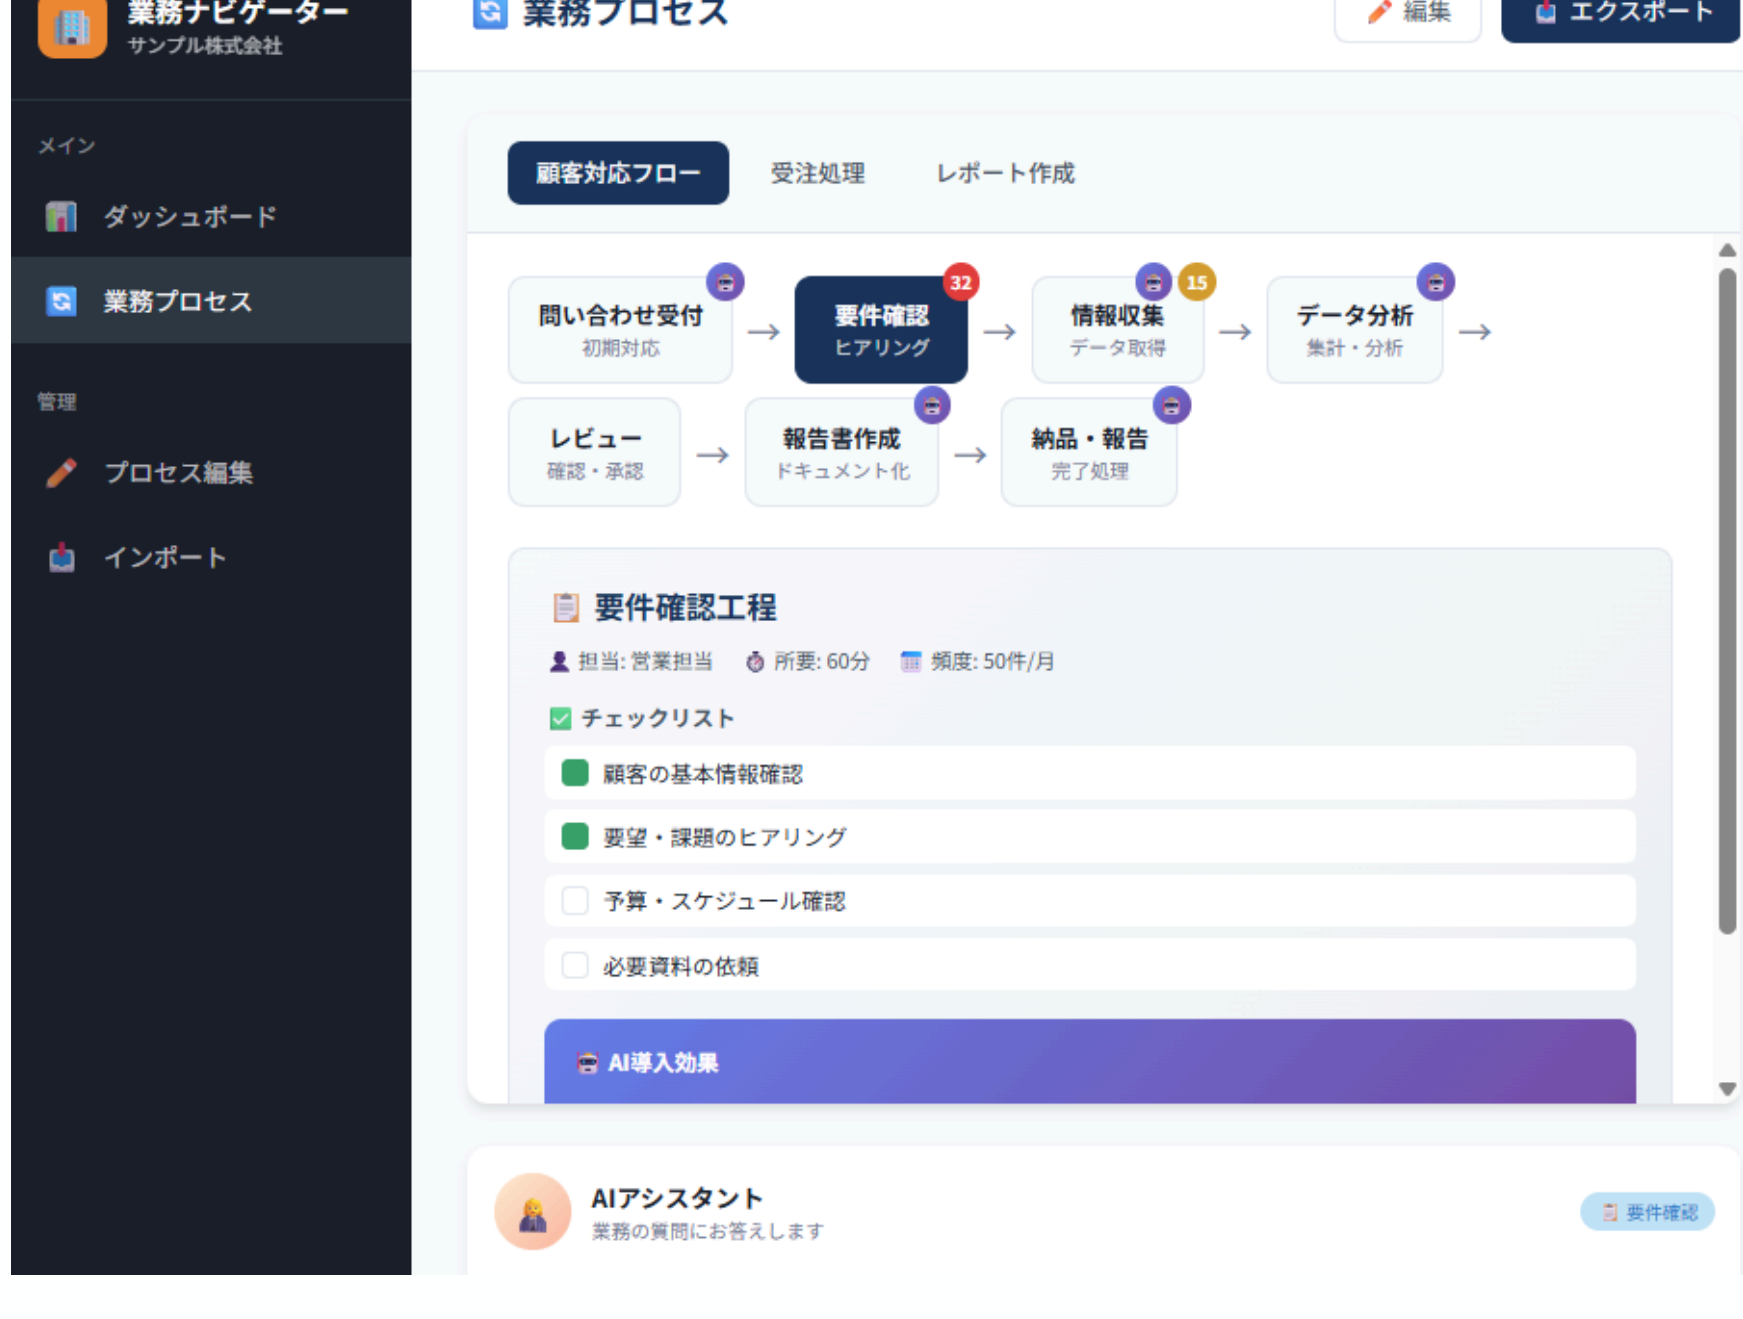 業務ナビゲーター
サンプル株式会社
メイン
ダッシュボード
業務プロセス
管理
プロセス編集
インポート
業務プロセス
編集
エクスポート
顧客対応フロー 受注処理 レポート作成
問い合わせ受付
初期対応
→
32
要件確認
ヒアリング
→
15
情報収集
データ取得
→
データ分析
集計・分析
→
レビュー
確認・承認
→
報告書作成
ドキュメント化
→
納品・報告
完了処理
要件確認工程
担当: 営業担当 所要: 60分 頻度: 50件/月
チェックリスト
顧客の基本情報確認
要望・課題のヒアリング
予算・スケジュール確認
必要資料の依頼
AI導入効果
AIアシスタント
業務の質問にお答えします
要件確認